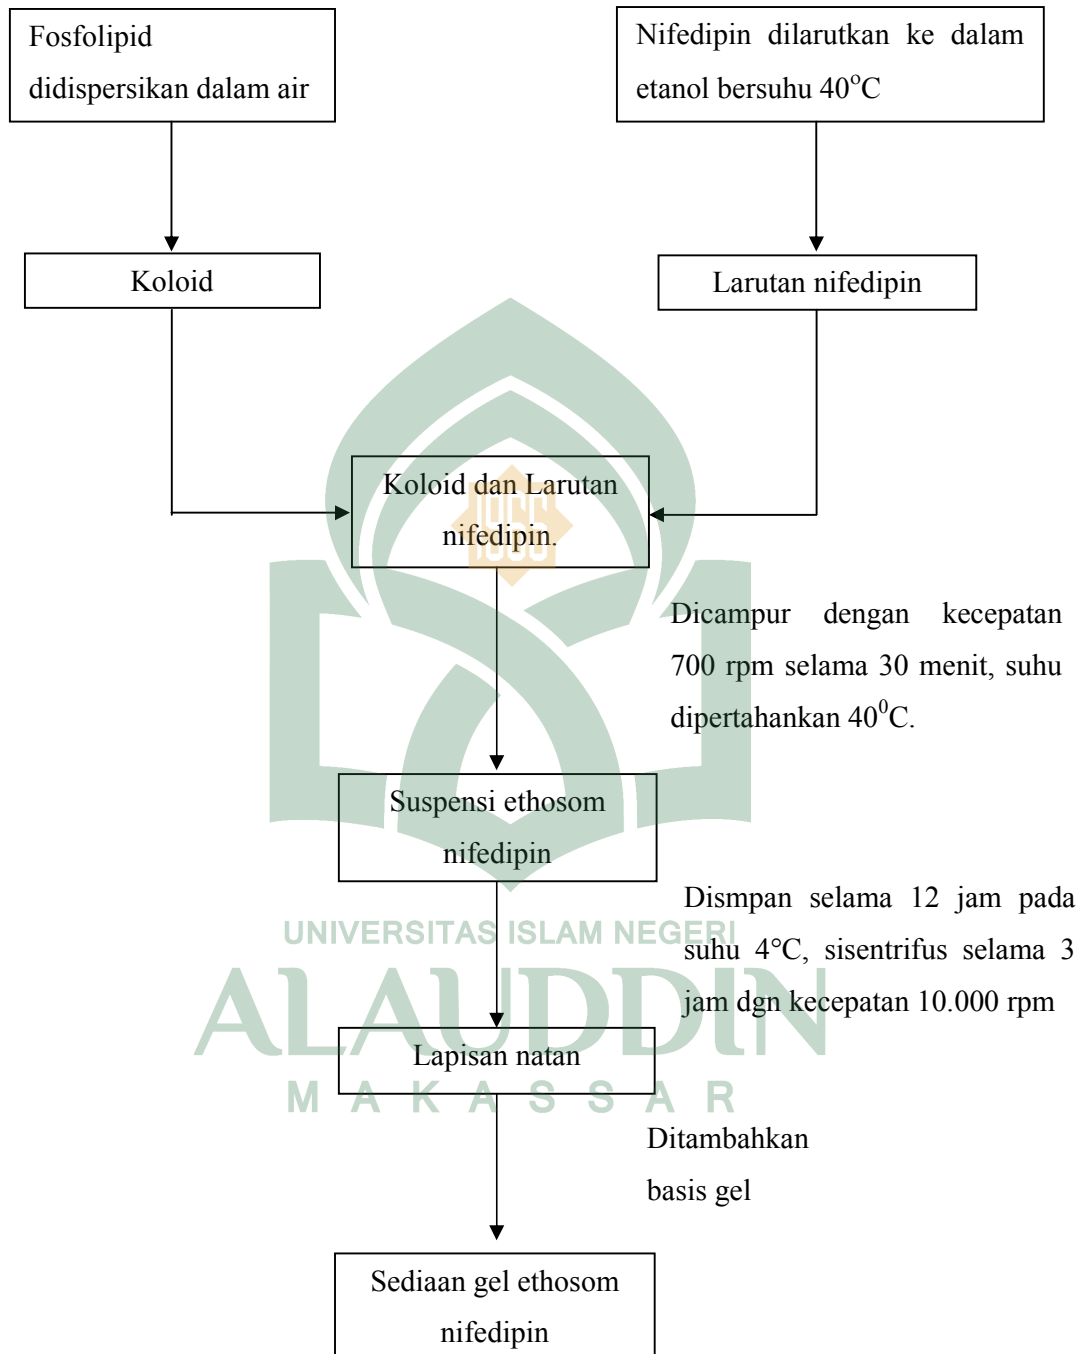 Fosfolipid
didispersikan dalam air
Nifedipin dilarutkan ke dalam
etanol bersuhu 40°C
Koloid
Larutan nifedipin
Koloid dan Larutan
nifedipin.
1965
Dicampur dengan kecepatan
700 rpm selama 30 menit, suhu
dipertahankan 40⁰C.
Suspensi ethosom
nifedipin
Dismpan selama 12 jam pada
suhu 4°C, sisentrifus selama 3
jam dgn kecepatan 10.000 rpm
UNIVERSITAS ISLAM NEGERI
ALAUDDIN
MAKASSAR
Lapisan natan
Ditambahkan
basis gel
Sediaan gel ethosom
nifedipin